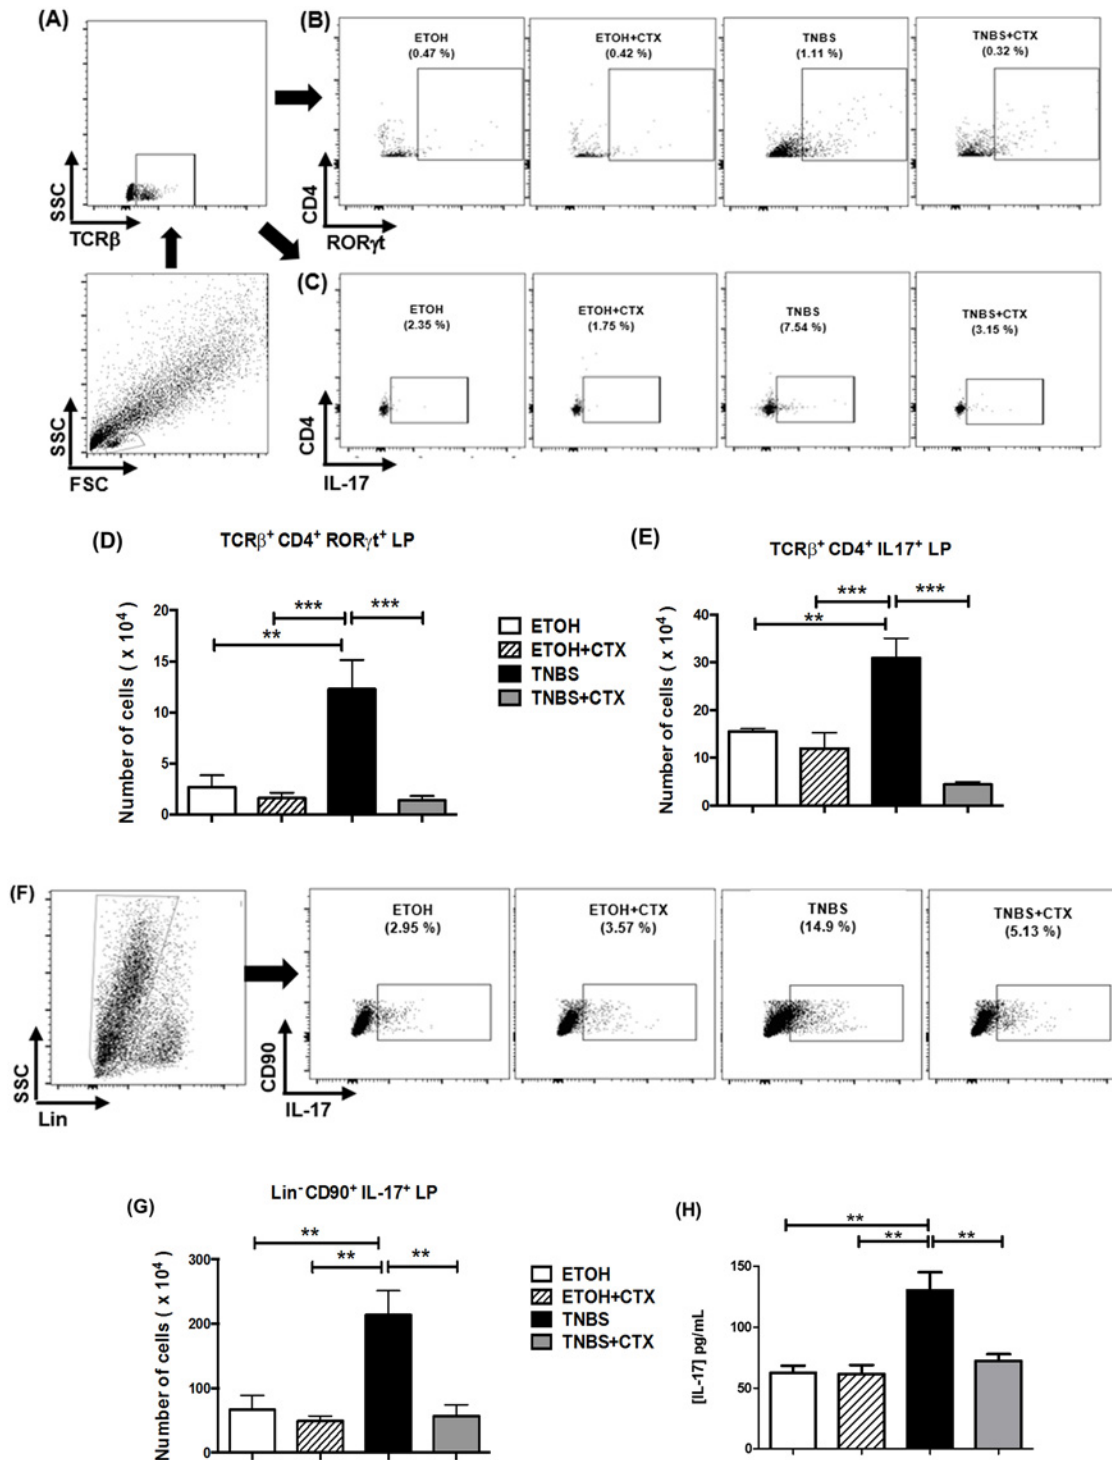 (A)
SSC
TCRβ
SSC
FSC
(B)
ETOH
(0.47 %)
ETOH+CTX
(0.42 %)
TNBS
(1.11 %)
TNBS+CTX
(0.32 %)
CD4
RORγt
(C)
ETOH
(2.35 %)
ETOH+CTX
(1.75 %)
TNBS
(7.54 %)
TNBS+CTX
(3.15 %)
CD4
IL-17
(D)
TCRβ⁺ CD4⁺ RORγt⁺ LP
Number of cells ( x 10⁴)
20
15
10
5
0
**
***
***
ETOH
ETOH+CTX
TNBS
TNBS+CTX
(E)
TCRβ⁺ CD4⁺ IL17⁺ LP
Number of cells ( x 10⁴)
40
30
20
10
0
**
***
***
(F)
SSC
Lin
ETOH
(2.95 %)
ETOH+CTX
(3.57 %)
TNBS
(14.9 %)
TNBS+CTX
(5.13 %)
CD90
IL-17
(G)
Lin⁻CD90⁺ IL-17⁺ LP
Number of cells ( x 10⁴)
300
200
100
0
**
**
**
ETOH
ETOH+CTX
TNBS
TNBS+CTX
(H)
[IL-17] pg/mL
150
100
50
0
**
**
**